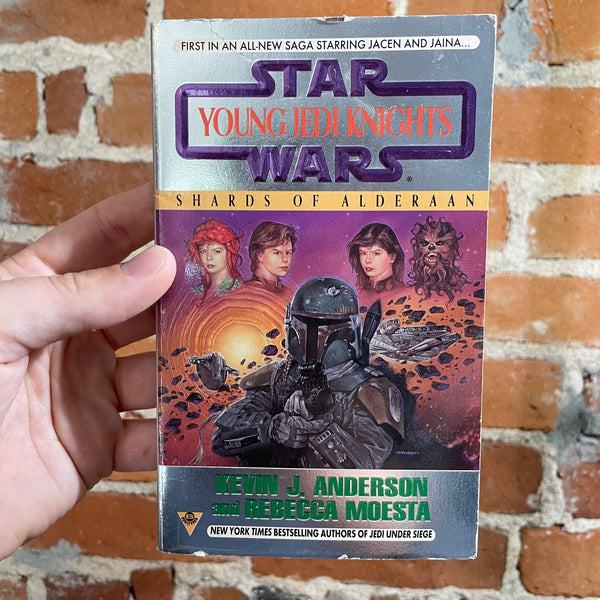 FIRST IN AN ALL-NEW SAGA STARRING JACEN AND JAINA...
STAR
YOUNG JEDI KNIGHTS
WARS®
SHARDS OF ALDERAAN
KEVIN J. ANDERSON
and REBECCA MOESTA
NEW YORK TIMES BESTSELLING AUTHORS OF JEDI UNDER SIEGE